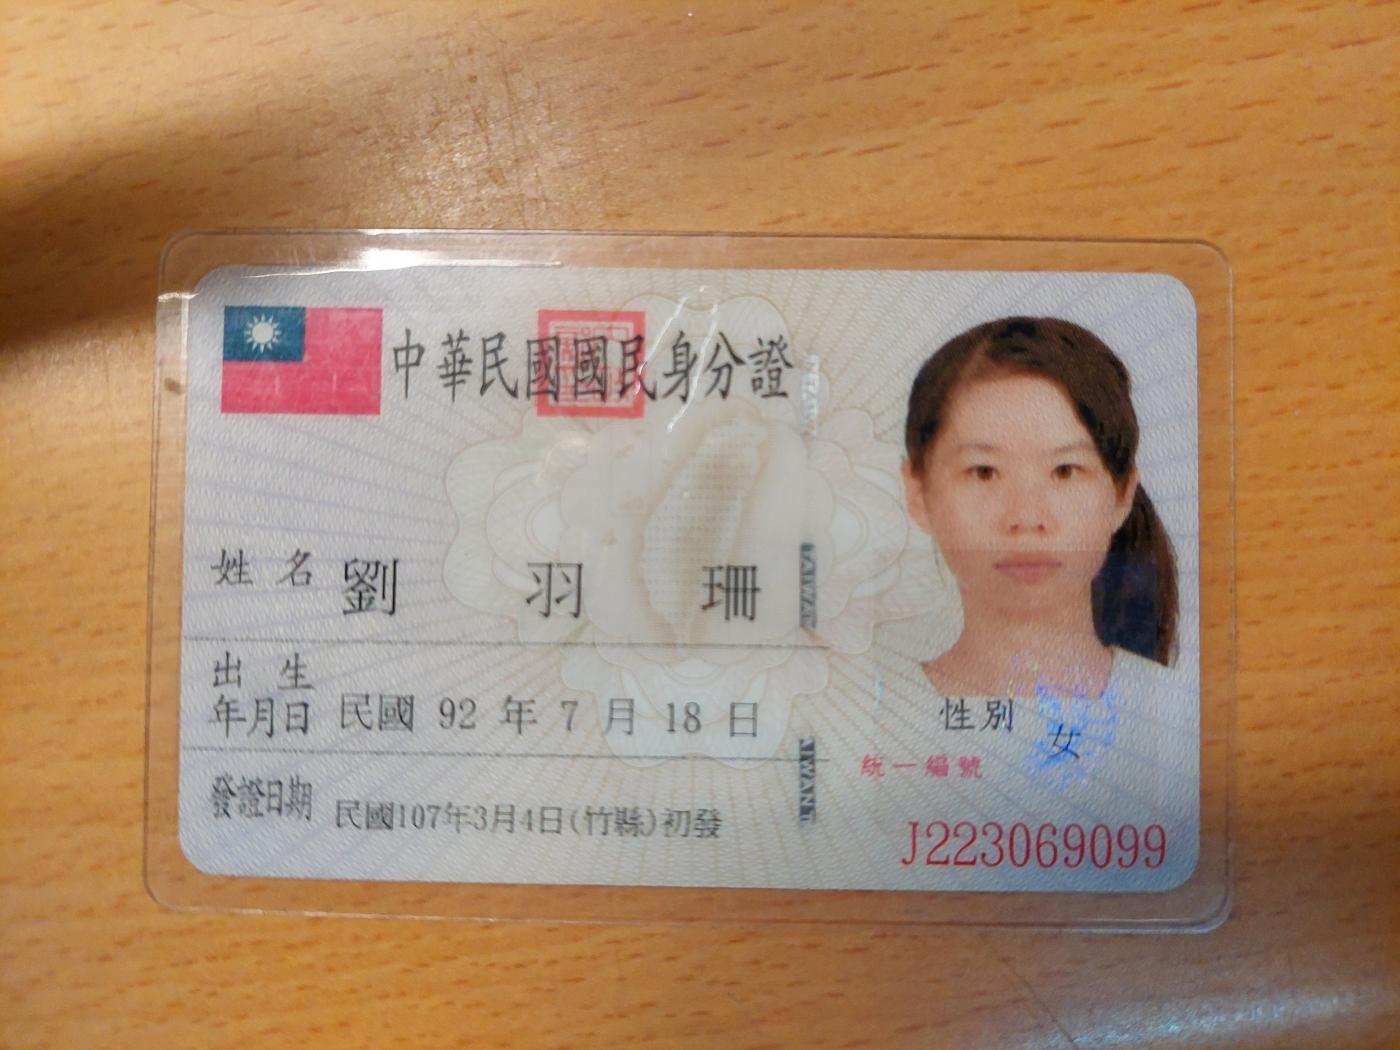 中華民國國民身分證
姓名 劉羽珊
出生年月日 民國 92 年 7 月 18 日
性別 女
發證日期 民國107年3月4日(竹縣)初發
統一編號
J223069099
TAIWAN